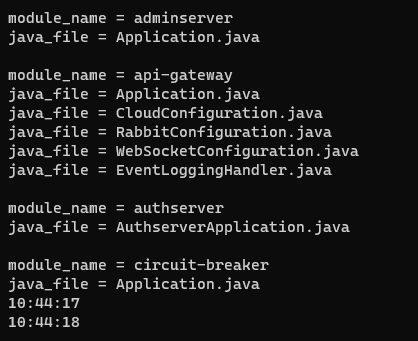 module_name = adminserver
java_file = Application.java

module_name = api-gateway
java_file = Application.java
java_file = CloudConfiguration.java
java_file = RabbitConfiguration.java
java_file = WebSocketConfiguration.java
java_file = EventLoggingHandler.java

module_name = authserver
java_file = AuthserverApplication.java

module_name = circuit-breaker
java_file = Application.java
10:44:17
10:44:18